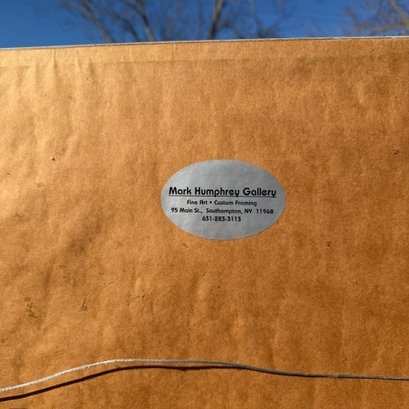 Mark Humphrey Gallery
Fine Art • Custom Framing
95 Main St., Southampton, NY 11968
631-283-3113